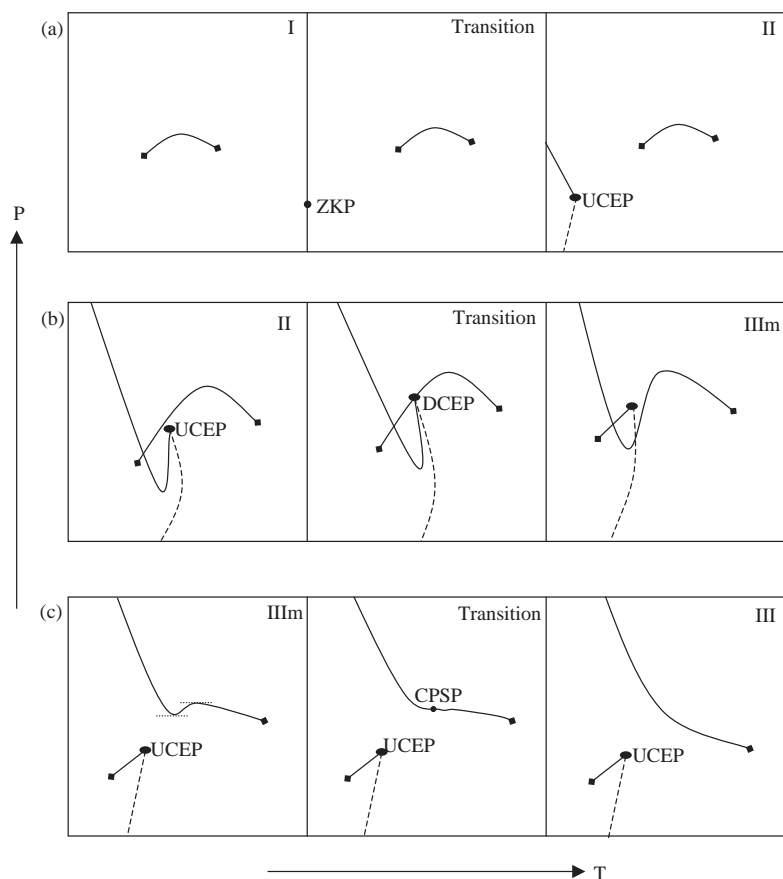 (a) I Transition II
ZKP UCEP
P
(b) II Transition IIIm
UCEP DCEP
(c) IIIm Transition III
CPSP
UCEP UCEP UCEP
T